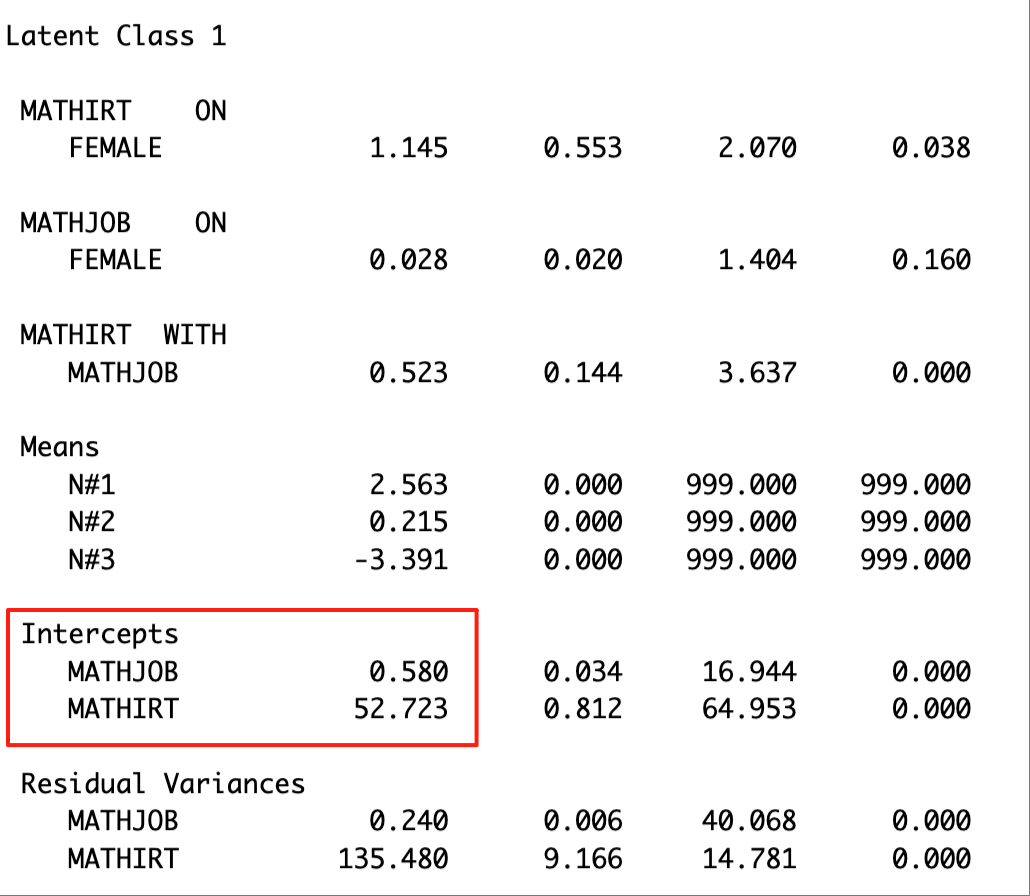 Latent Class 1
MATHIRT ON
FEMALE 1.145 0.553 2.070 0.038
MATHJOB ON
FEMALE 0.028 0.020 1.404 0.160
MATHIRT WITH
MATHJOB 0.523 0.144 3.637 0.000
Means
N#1 2.563 0.000 999.000 999.000
N#2 0.215 0.000 999.000 999.000
N#3 -3.391 0.000 999.000 999.000
Intercepts
MATHJOB 0.580 0.034 16.944 0.000
MATHIRT 52.723 0.812 64.953 0.000
Residual Variances
MATHJOB 0.240 0.006 40.068 0.000
MATHIRT 135.480 9.166 14.781 0.000